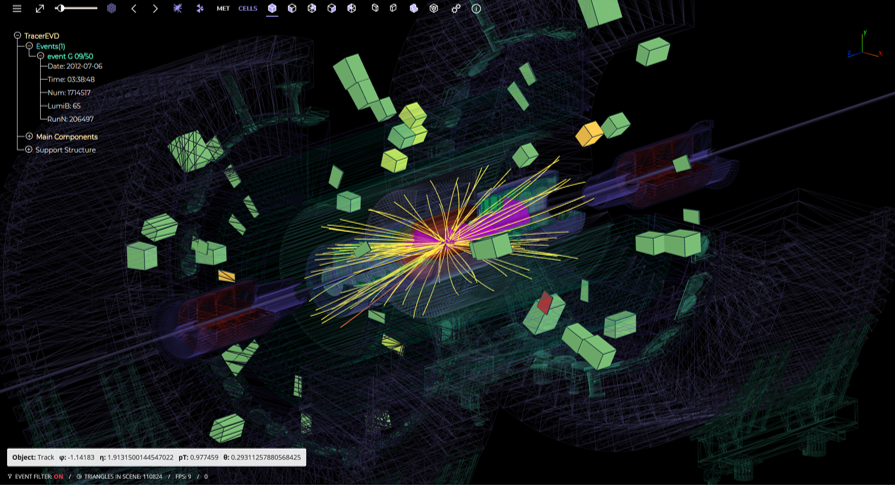 MET CELLS
TracerEVD
Events(1)
event G 09/50
Date: 2012-07-06
Time: 03:38:48
Num: 1714517
LumiB: 65
RunN: 206497
Main Components
Support Structure
Object: Track φ: -1.14183 η: 1.9131500144547022 pT: 0.977459 θ: 0.29311257880568425
EVENT FILTER: ON / TRIANGLES IN SCENE: 110824 / FPS: 9 / 0